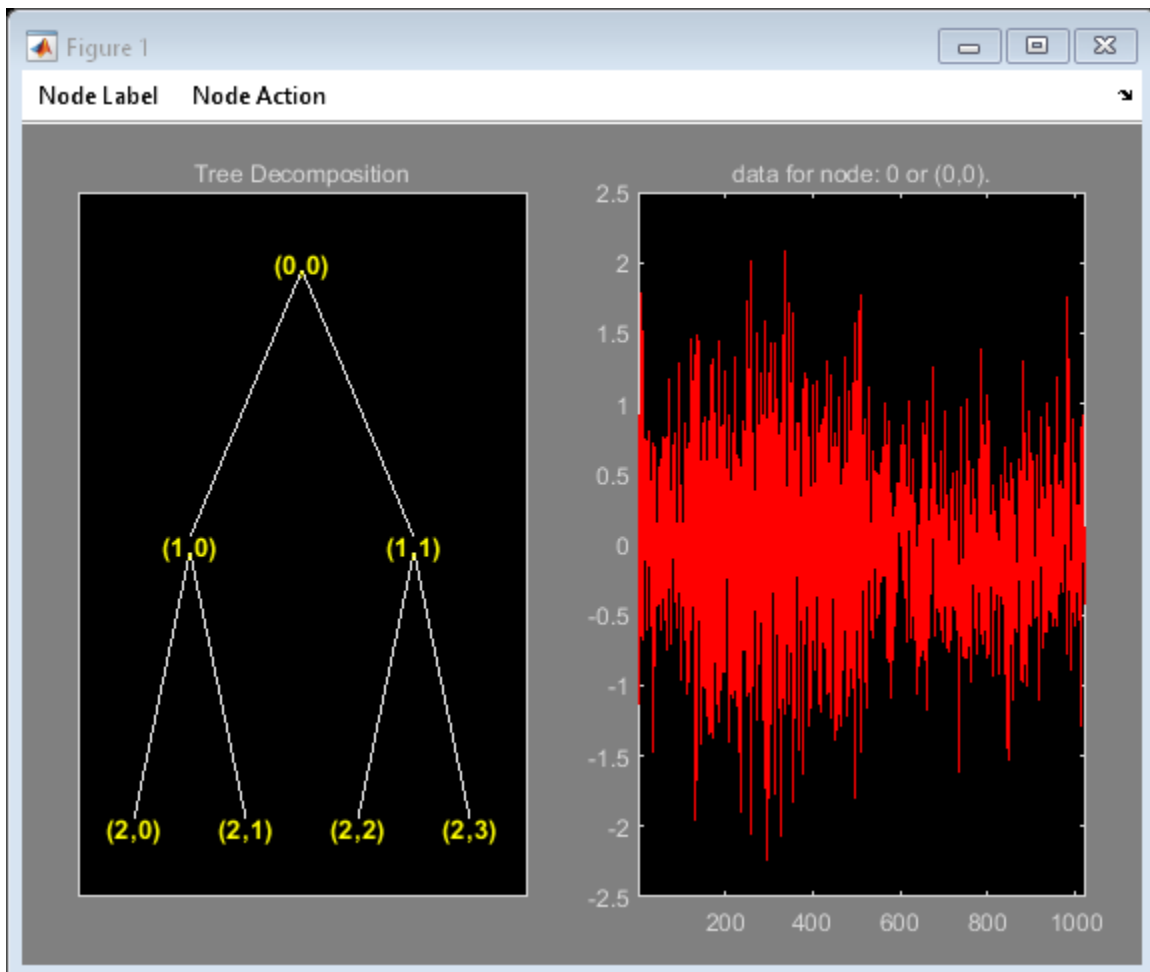 Figure 1
Node Label Node Action
Tree Decomposition
(0,0)
(1,0) (1,1)
(2,0) (2,1) (2,2) (2,3)
data for node: 0 or (0,0).
2.5
2
1.5
1
0.5
0
-0.5
-1
-1.5
-2
-2.5
200 400 600 800 1000